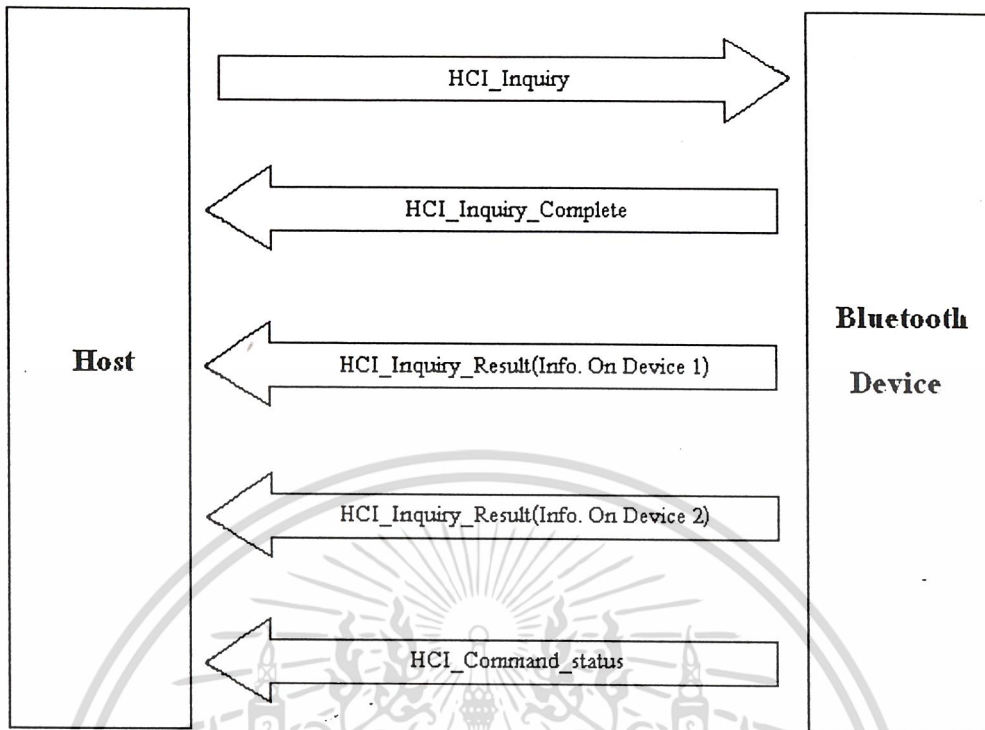 HCI_Inquiry
HCI_Inquiry_Complete
Host
HCI_Inquiry_Result(Info. On Device 1)
Bluetooth
Device
HCI_Inquiry_Result(Info. On Device 2)
HCI_Command_status